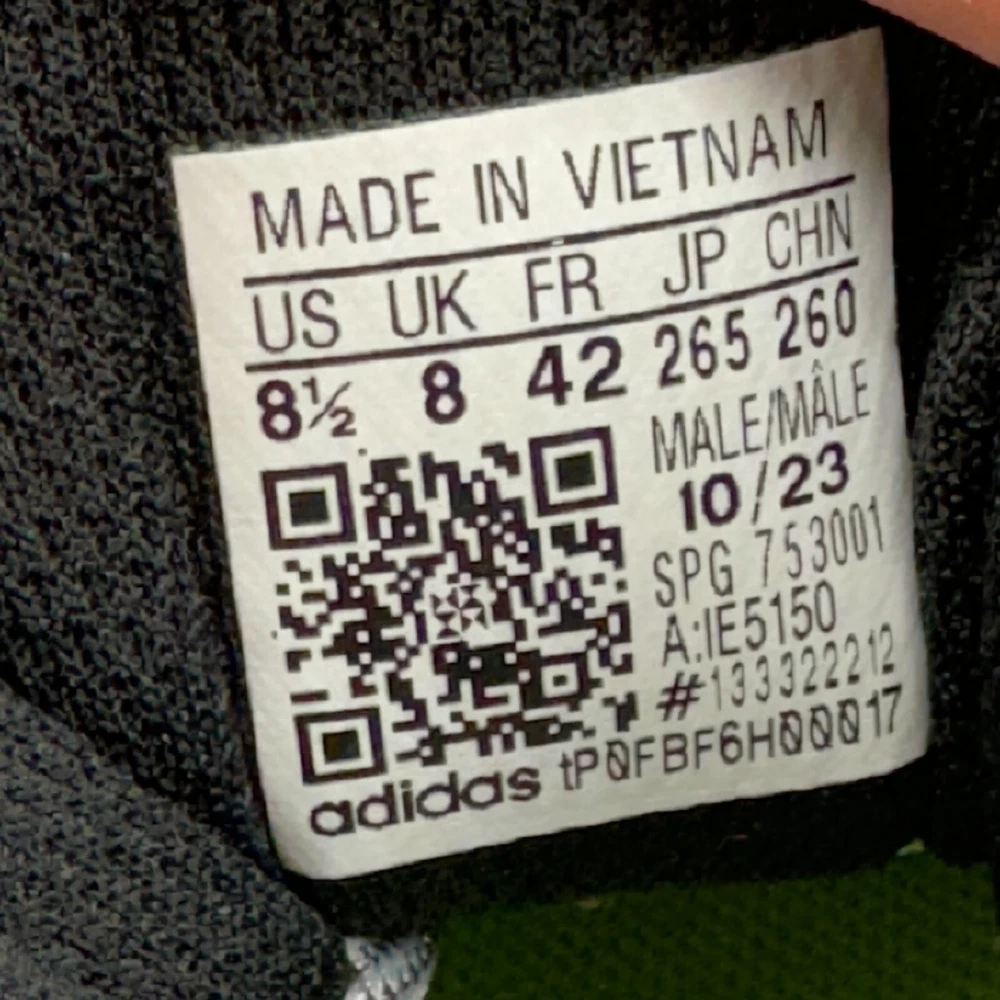 MADE IN VIETNAM
US UK FR JP CHN
8½ 8 42 265 260
MALE/MÂLE
10/23
SPG 753001
A:IE5150
#133322212
adidas tP0FBF6H00017